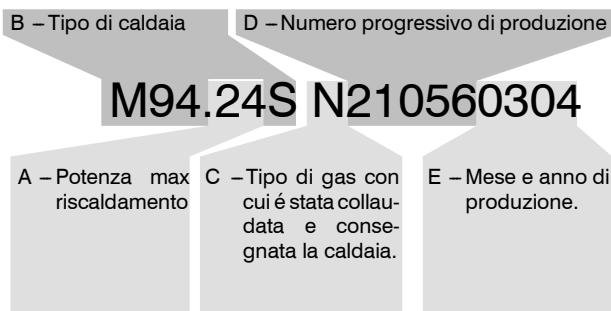 B – Tipo di caldaia
D – Numero progressivo di produzione
M94.24S N210560304
A – Potenza max
riscaldamento
C – Tipo di gas con
cui é stata collau-
data e conse-
gnata la caldaia.
E – Mese e anno di
produzione.